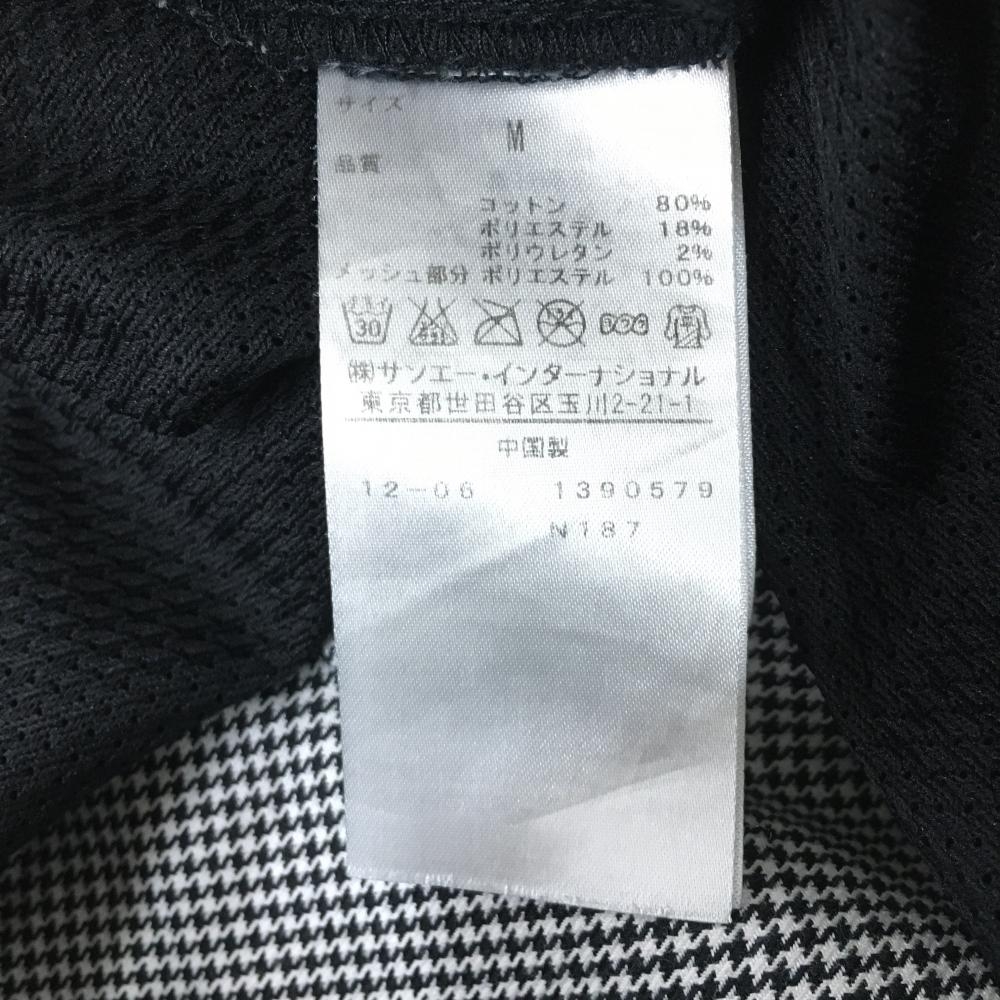 サイズ
M
品質
コットン 80%
ポリエステル 18%
ポリウレタン 2%
メッシュ部分 ポリエステル 100%
30
(株)サンエー・インターナショナル
東京都世田谷区玉川2-21-1
中国製
12-06 1390579
N187